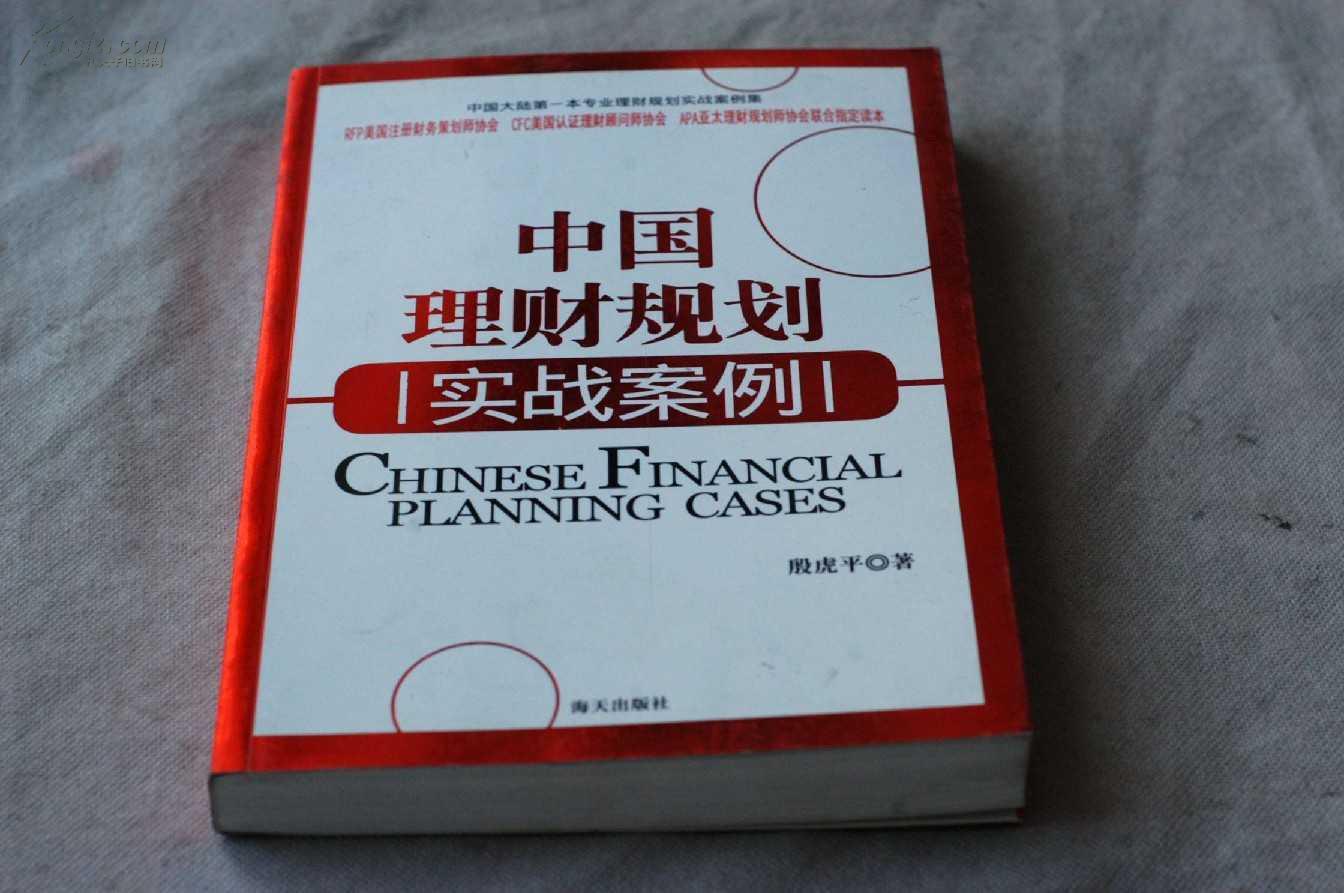 中国大陆第一本专业理财规划实战案例集
RFP美国注册财务策划师协会 CFC美国认证理财顾问师协会 APA亚太理财规划师协会联合指定读本
中国
理财规划
实战案例
CHINESE FINANCIAL
PLANNING CASES
殷虎平◎著
海天出版社